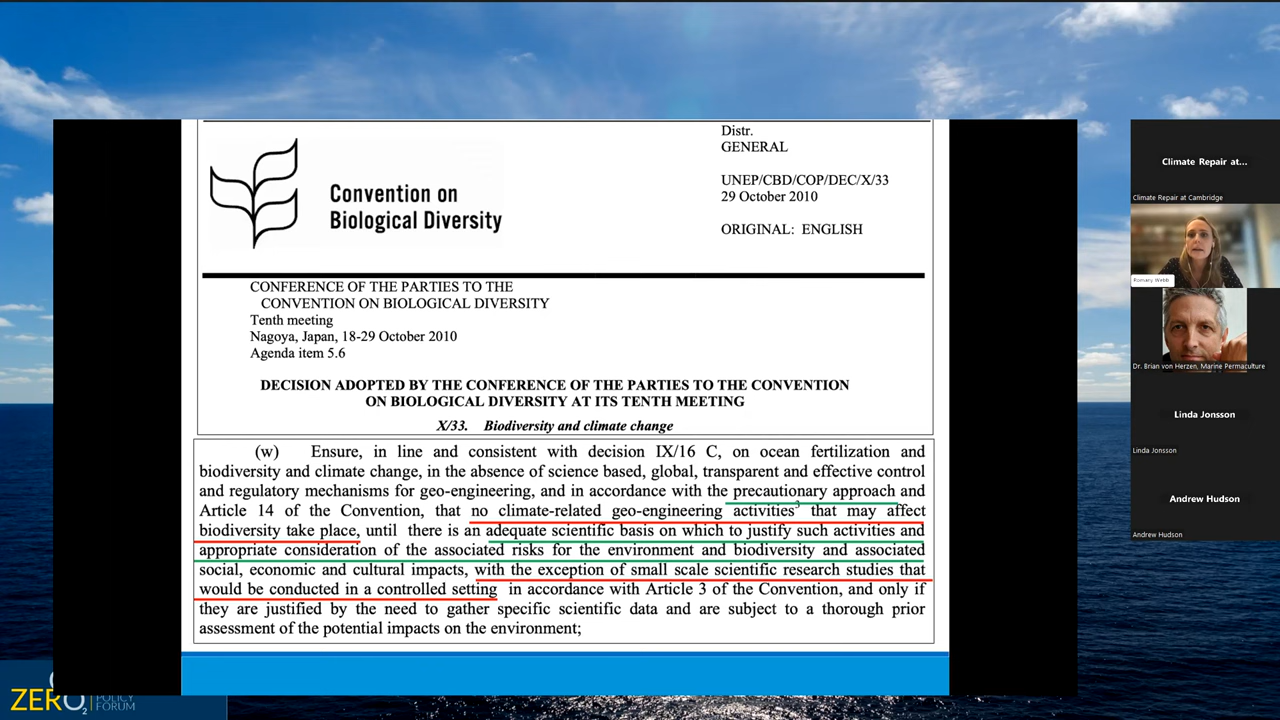 Distr.
GENERAL
UNEP/CBD/COP/DEC/X/33
29 October 2010
ORIGINAL: ENGLISH
Convention on
Biological Diversity
CONFERENCE OF THE PARTIES TO THE
CONVENTION ON BIOLOGICAL DIVERSITY
Tenth meeting
Nagoya, Japan, 18-29 October 2010
Agenda item 5.6
DECISION ADOPTED BY THE CONFERENCE OF THE PARTIES TO THE CONVENTION
ON BIOLOGICAL DIVERSITY AT ITS TENTH MEETING
X/33. Biodiversity and climate change
(w) Ensure, in line and consistent with decision IX/16 C, on ocean fertilization and
biodiversity and climate change, in the absence of science based, global, transparent and effective control
and regulatory mechanisms for geo-engineering, and in accordance with the precautionary approach and
Article 14 of the Convention, that no climate-related geo-engineering activities³ that may affect
biodiversity take place, until there is an adequate scientific basis on which to justify such activities and
appropriate consideration of the associated risks for the environment and biodiversity and associated
social, economic and cultural impacts, with the exception of small scale scientific research studies that
would be conducted in a controlled setting in accordance with Article 3 of the Convention, and only if
they are justified by the need to gather specific scientific data and are subject to a thorough prior
assessment of the potential impacts on the environment;
Climate Repair at...
Climate Repair at Cambridge
Romany Webb
Dr. Brian von Herzen, Marine Permaculture
Linda Jonsson
Linda Jonsson
Andrew Hudson
Andrew Hudson
ZERO2 POLICY
FORUM